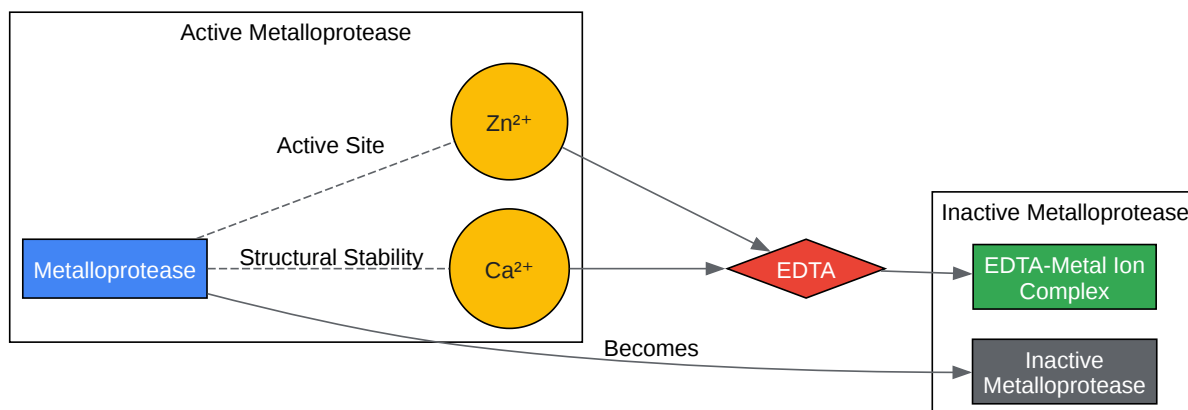 Active Metalloprotease
Zn²⁺
Active Site
Metalloprotease
Structural Stability
Ca²⁺
EDTA
Becomes
Inactive Metalloprotease
EDTA-Metal Ion
Complex
Inactive
Metalloprotease